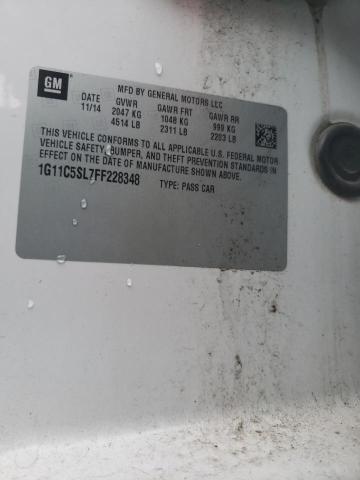 GM
MFD BY GENERAL MOTORS LLC
DATE GVWR GAWR FRT GAWR RR
11/14 2047 KG 1048 KG 999 KG
4514 LB 2311 LB 2203 LB
THIS VEHICLE CONFORMS TO ALL APPLICABLE U.S. FEDERAL MOTOR
VEHICLE SAFETY, BUMPER, AND THEFT PREVENTION STANDARDS IN
EFFECT ON THE DATE OF MANUFACTURE SHOWN ABOVE.
1G11C5SL7FF228348 TYPE: PASS CAR